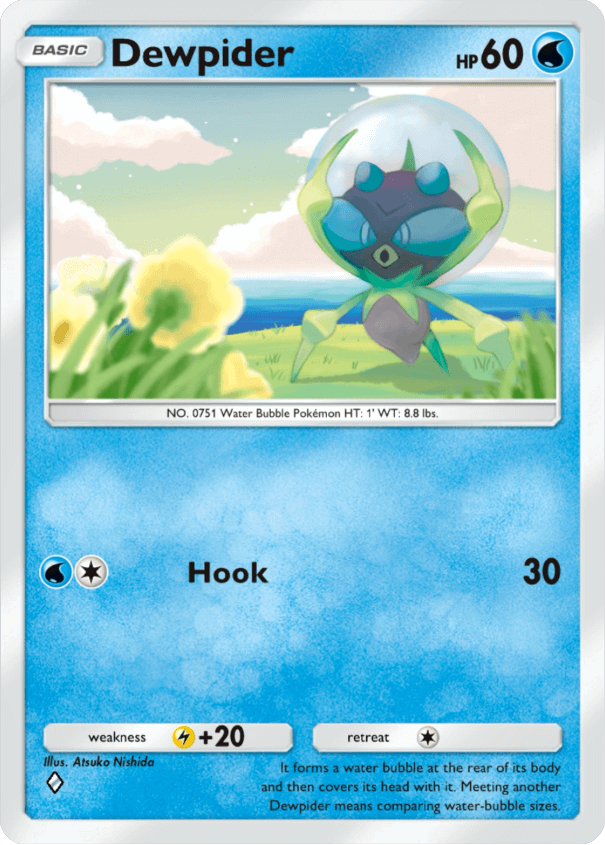 BASIC Dewpider HP 60
NO. 0751 Water Bubble Pokémon HT: 1' WT: 8.8 lbs.
Hook 30
weakness +20 retreat
Illus. Atsuko Nishida
It forms a water bubble at the rear of its body
and then covers its head with it. Meeting another
Dewpider means comparing water-bubble sizes.